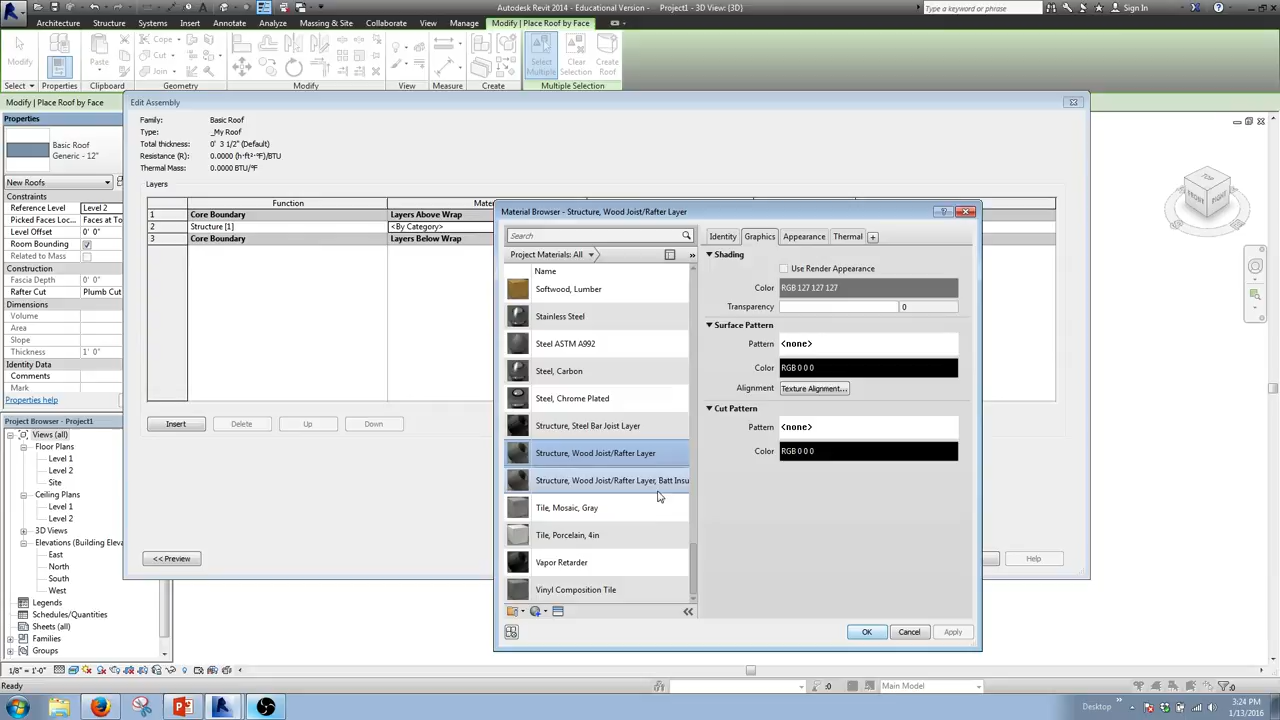 Autodesk Revit 2014 - Educational Version - Project1 - 3D View: {3D}
Type a keyword or phrase
Sign In
Architecture Structure Systems Insert Annotate Analyze Massing & Site Collaborate View Manage Modify | Place Roof by Face
Modify
Paste
Cope
Cut
Join
Select Multiple
Clear Selection
Create Roof
Select Properties Clipboard Geometry Modify View Measure Create Multiple Selection
Modify | Place Roof by Face
Properties
Basic Roof
Generic - 12"
New Roofs
Constraints
Reference Level Level 2
Picked Faces Loc... Faces at To
Level Offset 0' 0"
Room Bounding
Related to Mass
Construction
Fascia Depth 0' 0"
Rafter Cut Plumb Cut
Dimensions
Volume
Area
Slope
Thickness 1' 0"
Identity Data
Comments
Mark
Properties help
Project Browser - Project1
Views (all)
Floor Plans
Level 1
Level 2
Site
Ceiling Plans
Level 1
Level 2
3D Views
Elevations (Building Eleva
East
North
South
West
Legends
Schedules/Quantities
Sheets (all)
Families
Groups
Edit Assembly
Family: Basic Roof
Type: _My Roof
Total thickness: 0' 3 1/2" (Default)
Resistance (R): 0.0000 (h·ft²·°F)/BTU
Thermal Mass: 0.0000 BTU/°F
Layers
Function Mate
1 Core Boundary Layers Above Wrap
2 Structure [1] <By Category>
3 Core Boundary Layers Below Wrap
Insert Delete Up Down
<< Preview
Help
Material Browser - Structure, Wood Joist/Rafter Layer
Search
Project Materials: All
Name
Softwood, Lumber
Stainless Steel
Steel ASTM A992
Steel, Carbon
Steel, Chrome Plated
Structure, Steel Bar Joist Layer
Structure, Wood Joist/Rafter Layer
Structure, Wood Joist/Rafter Layer, Batt Insu
Tile, Mosaic, Gray
Tile, Porcelain, 4in
Vapor Retarder
Vinyl Composition Tile
Identity Graphics Appearance Thermal
Shading
Use Render Appearance
Color RGB 127 127 127
Transparency 0
Surface Pattern
Pattern <none>
Color RGB 0 0 0
Alignment Texture Alignment...
Cut Pattern
Pattern <none>
Color RGB 0 0 0
OK Cancel Apply
1/8" = 1'-0"
Ready
:0
Main Model
:0
Desktop
3:24 PM
1/13/2016